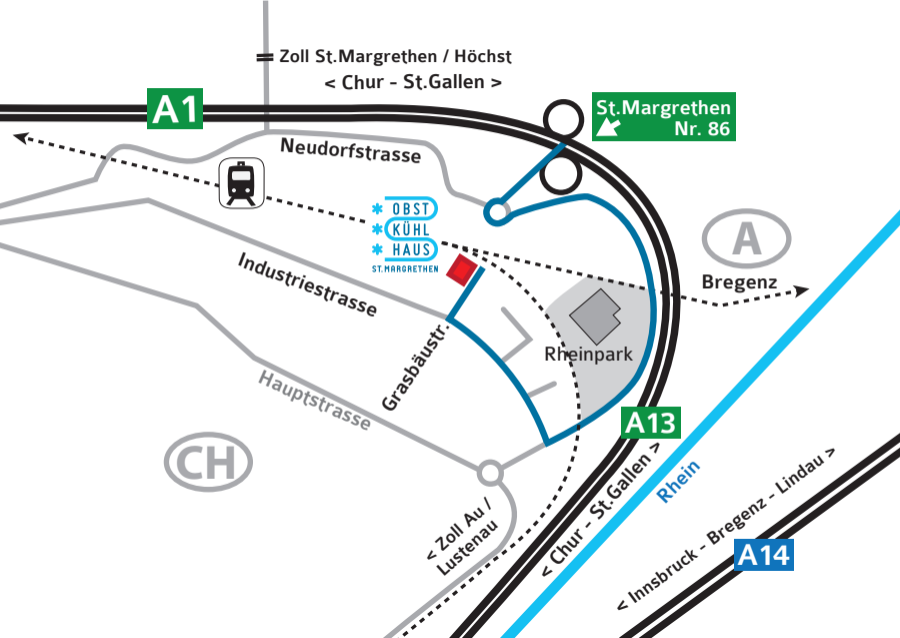 Zoll St.Margrethen / Höchst
< Chur - St.Gallen >
A1
St.Margrethen
Nr. 86
Neudorfstrasse
* OBST
* KÜHL
* HAUS
ST.MARGRETHEN
A
Bregenz
Industriestrasse
Grasbäustr.
Rheinpark
Hauptstrasse
A13
CH
< Chur - St.Gallen >
Rhein
< Zoll Au /
Lustenau
< Innsbruck - Bregenz - Lindau >
A14